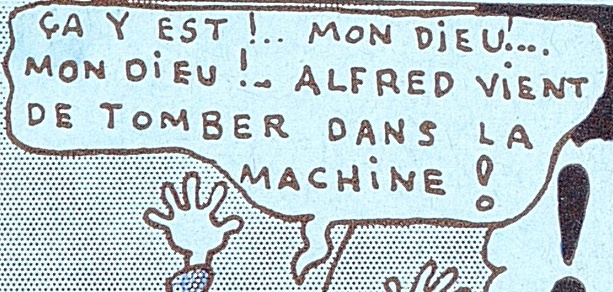 ÇA Y EST !.. MON DiEU!...
MON DiEU !.. ALFRED ViENT
DE TOMBER DANS LA
MACHiNE !
!